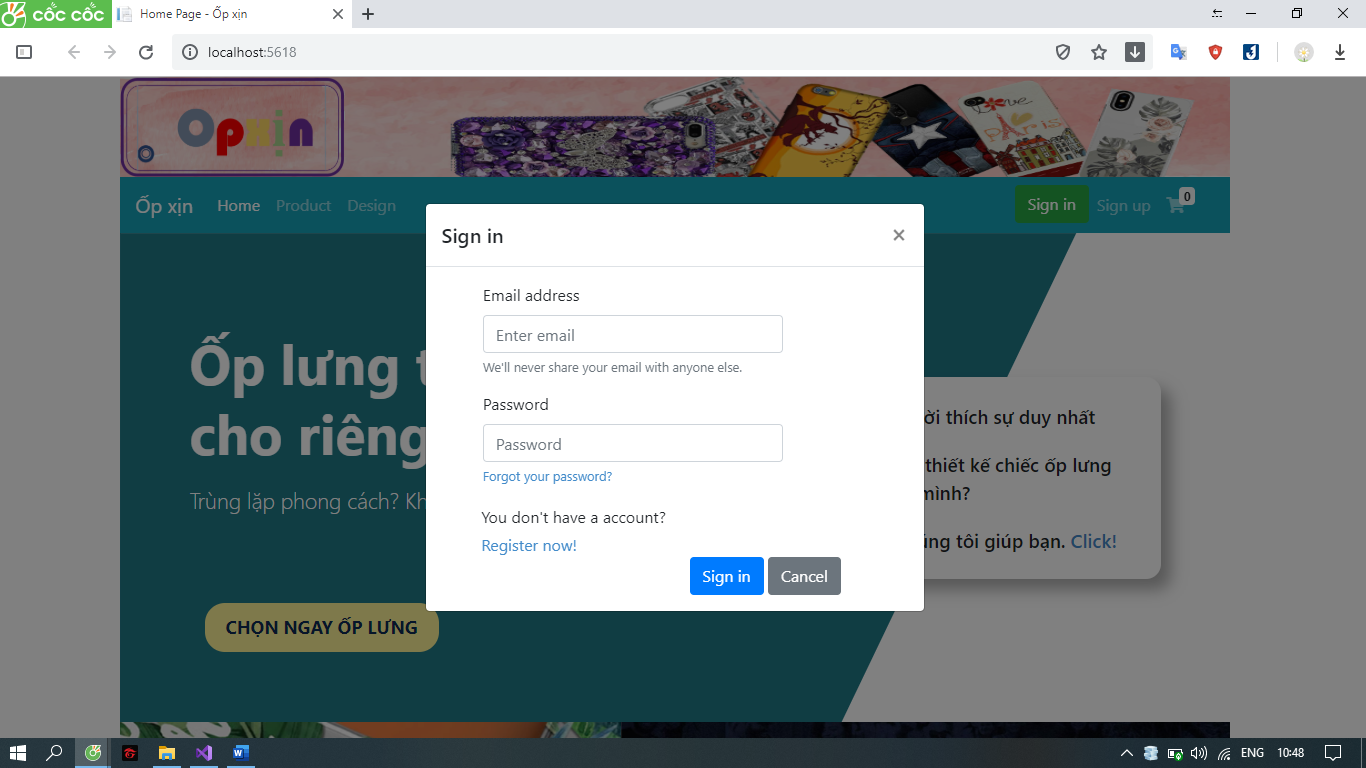 cốc cốc
Home Page - Ốp xịn
localhost:5618
Opxịn
LOVE
PARIS
Ốp xịn Home Product Design Sign in Sign up 0
Sign in ×
Email address
Enter email
We'll never share your email with anyone else.
Password
Password
Forgot your password?
You don't have a account?
Register now!
Sign in Cancel
Ốp lưng
cho riêng
Trùng lặp phong cách?
CHỌN NGAY ỐP LƯNG
thích sự duy nhất
thiết kế chiếc ốp lưng
mình?
tôi giúp bạn. Click!
ENG 10:48